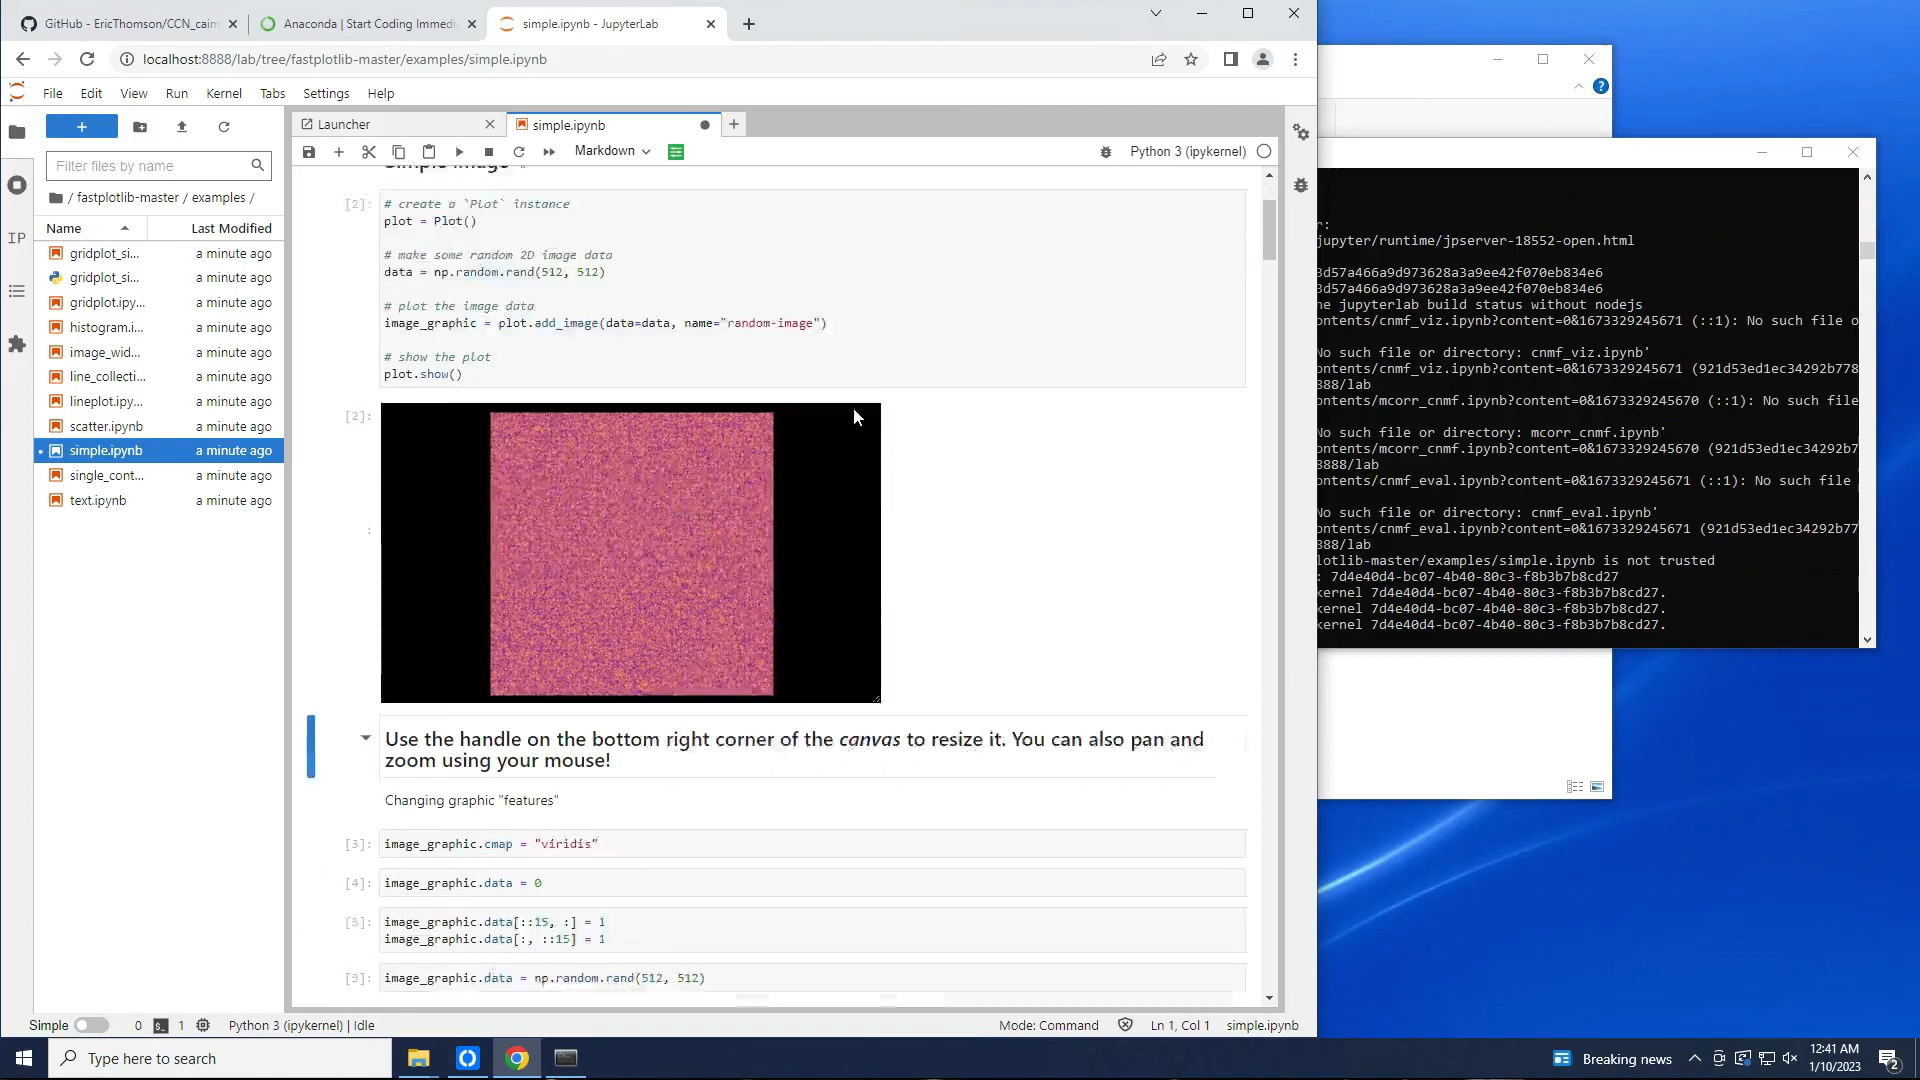 GitHub - EricThomson/CCN_caim
Anaconda | Start Coding Immedi
simple.ipynb - JupyterLab
localhost:8888/lab/tree/fastplotlib-master/examples/simple.ipynb
File Edit View Run Kernel Tabs Settings Help
Launcher
simple.ipynb
Markdown
Python 3 (ipykernel)
Filter files by name
/ fastplotlib-master / examples /
IP
Name Last Modified
gridplot_si... a minute ago
gridplot_si... a minute ago
gridplot.ipy... a minute ago
histogram.i... a minute ago
image_wid... a minute ago
line_collecti... a minute ago
lineplot.ipy... a minute ago
scatter.ipynb a minute ago
simple.ipynb a minute ago
single_cont... a minute ago
text.ipynb a minute ago
[2]: # create a `Plot` instance
plot = Plot()
# make some random 2D image data
data = np.random.rand(512, 512)
# plot the image data
image_graphic = plot.add_image(data=data, name="random-image")
# show the plot
plot.show()
[2]:
:
Use the handle on the bottom right corner of the canvas to resize it. You can also pan and
zoom using your mouse!
Changing graphic "features"
[3]: image_graphic.cmap = "viridis"
[4]: image_graphic.data = 0
[5]: image_graphic.data[::15, :] = 1
image_graphic.data[:, ::15] = 1
[9]: image_graphic.data = np.random.rand(512, 512)
Simple 0 1 Python 3 (ipykernel) | Idle
Mode: Command Ln 1, Col 1 simple.ipynb
r:
jupyter/runtime/jpserver-18552-open.html
3d57a466a9d973628a3a9ee42f070eb834e6
3d57a466a9d973628a3a9ee42f070eb834e6
ne jupyterlab build status without nodejs
ontents/cnmf_viz.ipynb?content=0&1673329245671 (::1): No such file o
No such file or directory: cnmf_viz.ipynb'
ontents/cnmf_viz.ipynb?content=0&1673329245671 (921d53ed1ec34292b778
888/lab
ontents/mcorr_cnmf.ipynb?content=0&1673329245670 (::1): No such file
No such file or directory: mcorr_cnmf.ipynb'
ontents/mcorr_cnmf.ipynb?content=0&1673329245670 (921d53ed1ec34292b7
8888/lab
ontents/cnmf_eval.ipynb?content=0&1673329245671 (::1): No such file
No such file or directory: cnmf_eval.ipynb'
ontents/cnmf_eval.ipynb?content=0&1673329245671 (921d53ed1ec34292b77
888/lab
lotlib-master/examples/simple.ipynb is not trusted
: 7d4e40d4-bc07-4b40-80c3-f8b3b7b8cd27
kernel 7d4e40d4-bc07-4b40-80c3-f8b3b7b8cd27.
kernel 7d4e40d4-bc07-4b40-80c3-f8b3b7b8cd27.
kernel 7d4e40d4-bc07-4b40-80c3-f8b3b7b8cd27.
Type here to search
Breaking news
12:41 AM
1/10/2023
2